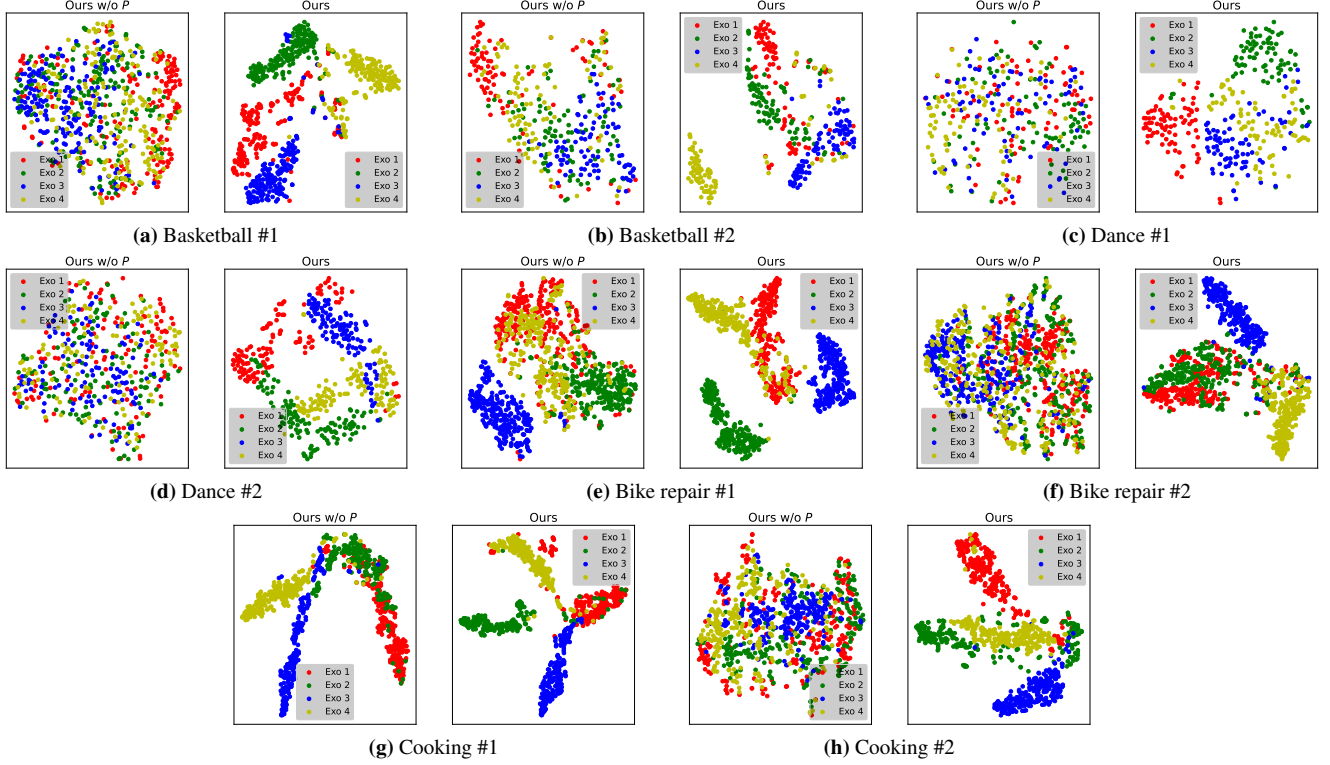 Ours w/o P
Ours
Exo 1
Exo 2
Exo 3
Exo 4
Exo 1
Exo 2
Exo 3
Exo 4
(a) Basketball #1
Ours w/o P
Ours
Exo 1
Exo 2
Exo 3
Exo 4
Exo 1
Exo 2
Exo 3
Exo 4
(b) Basketball #2
Ours w/o P
Ours
Exo 1
Exo 2
Exo 3
Exo 4
Exo 1
Exo 2
Exo 3
Exo 4
(c) Dance #1
Ours w/o P
Ours
Exo 1
Exo 2
Exo 3
Exo 4
Exo 1
Exo 2
Exo 3
Exo 4
(d) Dance #2
Ours w/o P
Ours
Exo 1
Exo 2
Exo 3
Exo 4
Exo 1
Exo 2
Exo 3
Exo 4
(e) Bike repair #1
Ours w/o P
Ours
Exo 1
Exo 2
Exo 3
Exo 4
Exo 1
Exo 2
Exo 3
Exo 4
(f) Bike repair #2
Ours w/o P
Ours
Exo 1
Exo 2
Exo 3
Exo 4
Exo 1
Exo 2
Exo 3
Exo 4
(g) Cooking #1
Ours w/o P
Ours
Exo 1
Exo 2
Exo 3
Exo 4
Exo 1
Exo 2
Exo 3
Exo 4
(h) Cooking #2